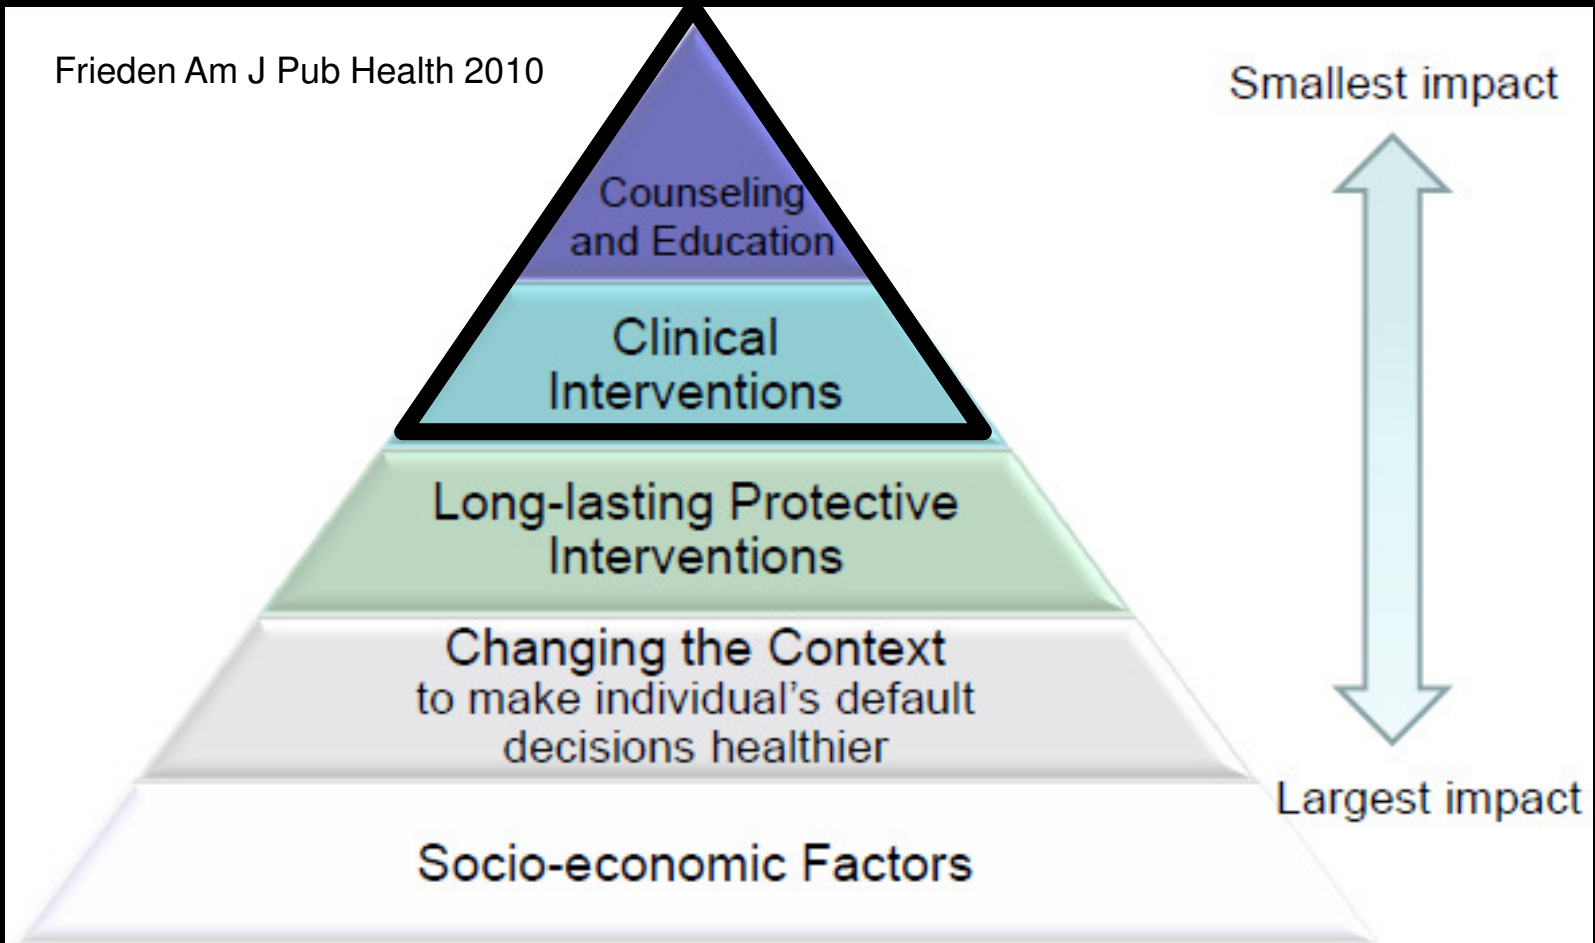 Frieden Am J Pub Health 2010
Smallest impact
Counseling
and Education
Clinical
Interventions
Long-lasting Protective
Interventions
Changing the Context
to make individual’s default
decisions healthier
Largest impact
Socio-economic Factors